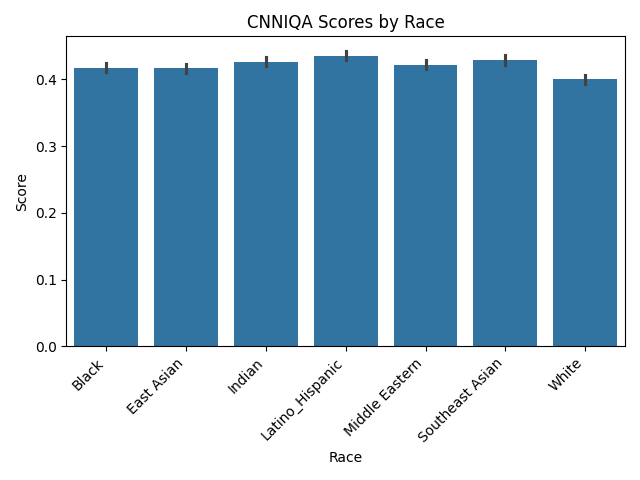 CNNIQA Scores by Race
Score
0.4
0.3
0.2
0.1
0.0
Black
East Asian
Indian
Latino_Hispanic
Middle Eastern
Southeast Asian
White
Race